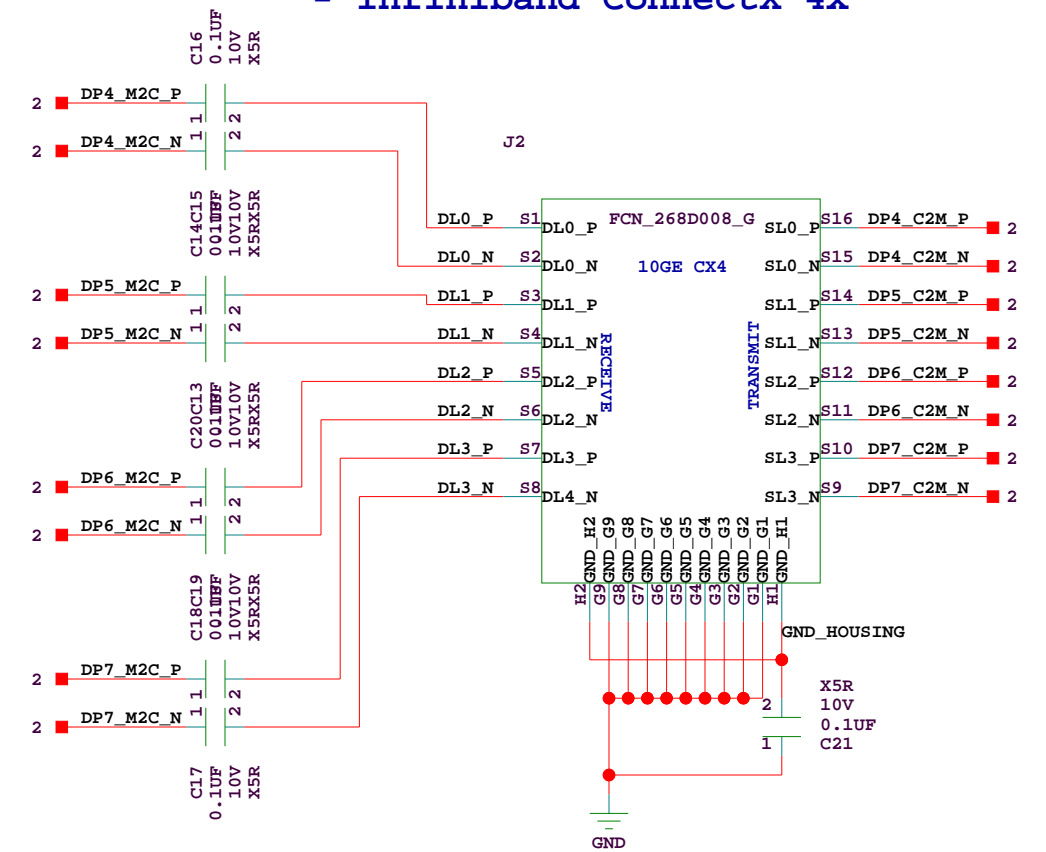 - Infiniband ConnectX 4x
C16
0.1UF
10V
X5R
2 DP4_M2C_P
1 2
2 DP4_M2C_N
1 2
J2
C14C15
10V10V
X5RX5R
2 DP5_M2C_P
1 2
2 DP5_M2C_N
1 2
C20C13
10V10V
X5RX5R
2 DP6_M2C_P
1 2
2 DP6_M2C_N
1 2
C18C19
10V10V
X5RX5R
2 DP7_M2C_P
1 2
2 DP7_M2C_N
1 2
C17
0.1UF
10V
X5R
FCN_268D008_G
10GE CX4
RECEIVE
TRANSMIT
DL0_P S1 DL0_P
DL0_N S2 DL0_N
DL1_P S3 DL1_P
DL1_N S4 DL1_N
DL2_P S5 DL2_P
DL2_N S6 DL2_N
DL3_P S7 DL3_P
DL3_N S8 DL4_N
SL0_P S16 DP4_C2M_P 2
SL0_N S15 DP4_C2M_N 2
SL1_P S14 DP5_C2M_P 2
SL1_N S13 DP5_C2M_N 2
SL2_P S12 DP6_C2M_P 2
SL2_N S11 DP6_C2M_N 2
SL3_P S10 DP7_C2M_P 2
SL3_N S9 DP7_C2M_N 2
GND_H2 H2
GND_G9 G9
GND_G8 G8
GND_G7 G7
GND_G6 G6
GND_G5 G5
GND_G4 G4
GND_G3 G3
GND_G2 G2
GND_G1 G1
GND_H1 H1
GND_HOUSING
X5R
2 10V
0.1UF
1 C21
GND